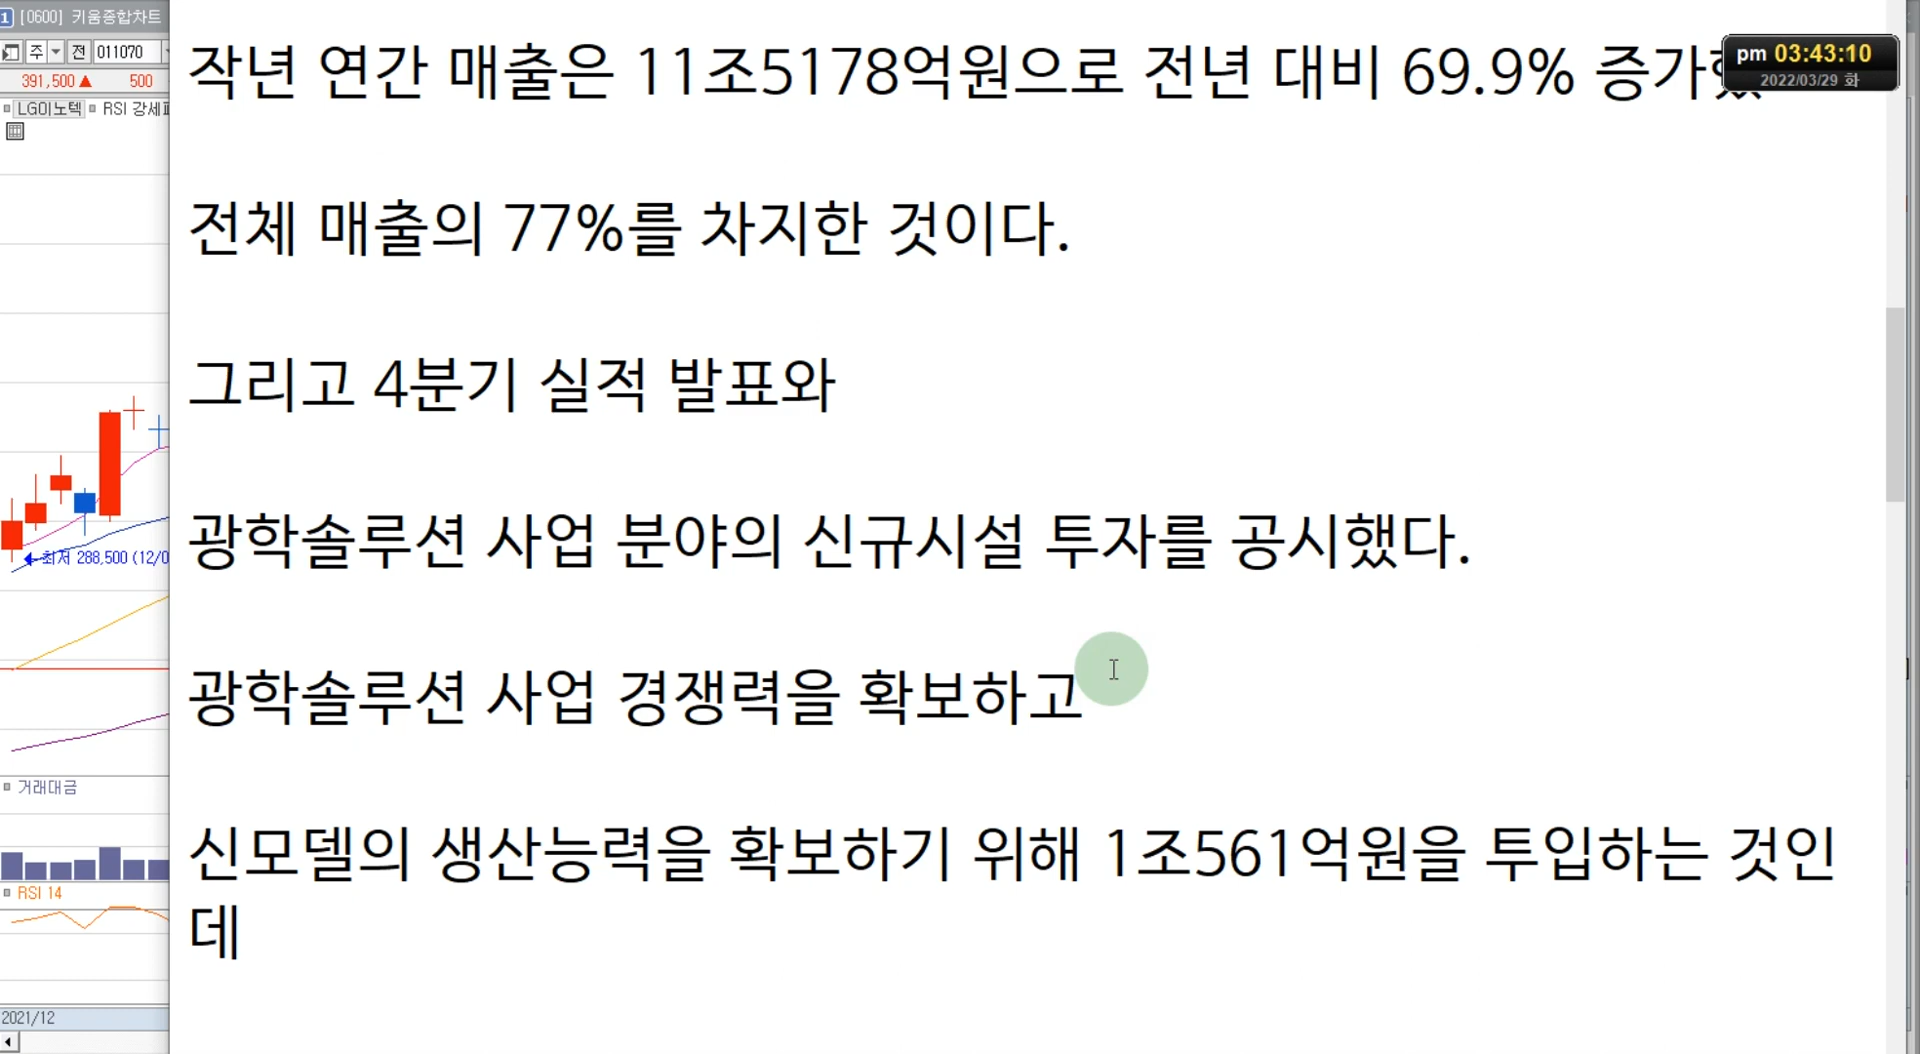 1 [0600] 키움종합차트
주 전 011070
391,500▲ 500
LG이노텍 RSI 강세
작년 연간 매출은 11조5178억원으로 전년 대비 69.9%
pm 03:43:10
2022/03/29 화
전체 매출의 77%를 차지한 것이다.
그리고 4분기 실적 발표와
광학솔루션 사업 분야의 신규시설 투자를 공시했다.
최저 288,500 (12/0
광학솔루션 사업 경쟁력을 확보하고
거래대금
신모델의 생산능력을 확보하기 위해 1조561억원을 투입하는 것인
데
RSI 14
2021/12